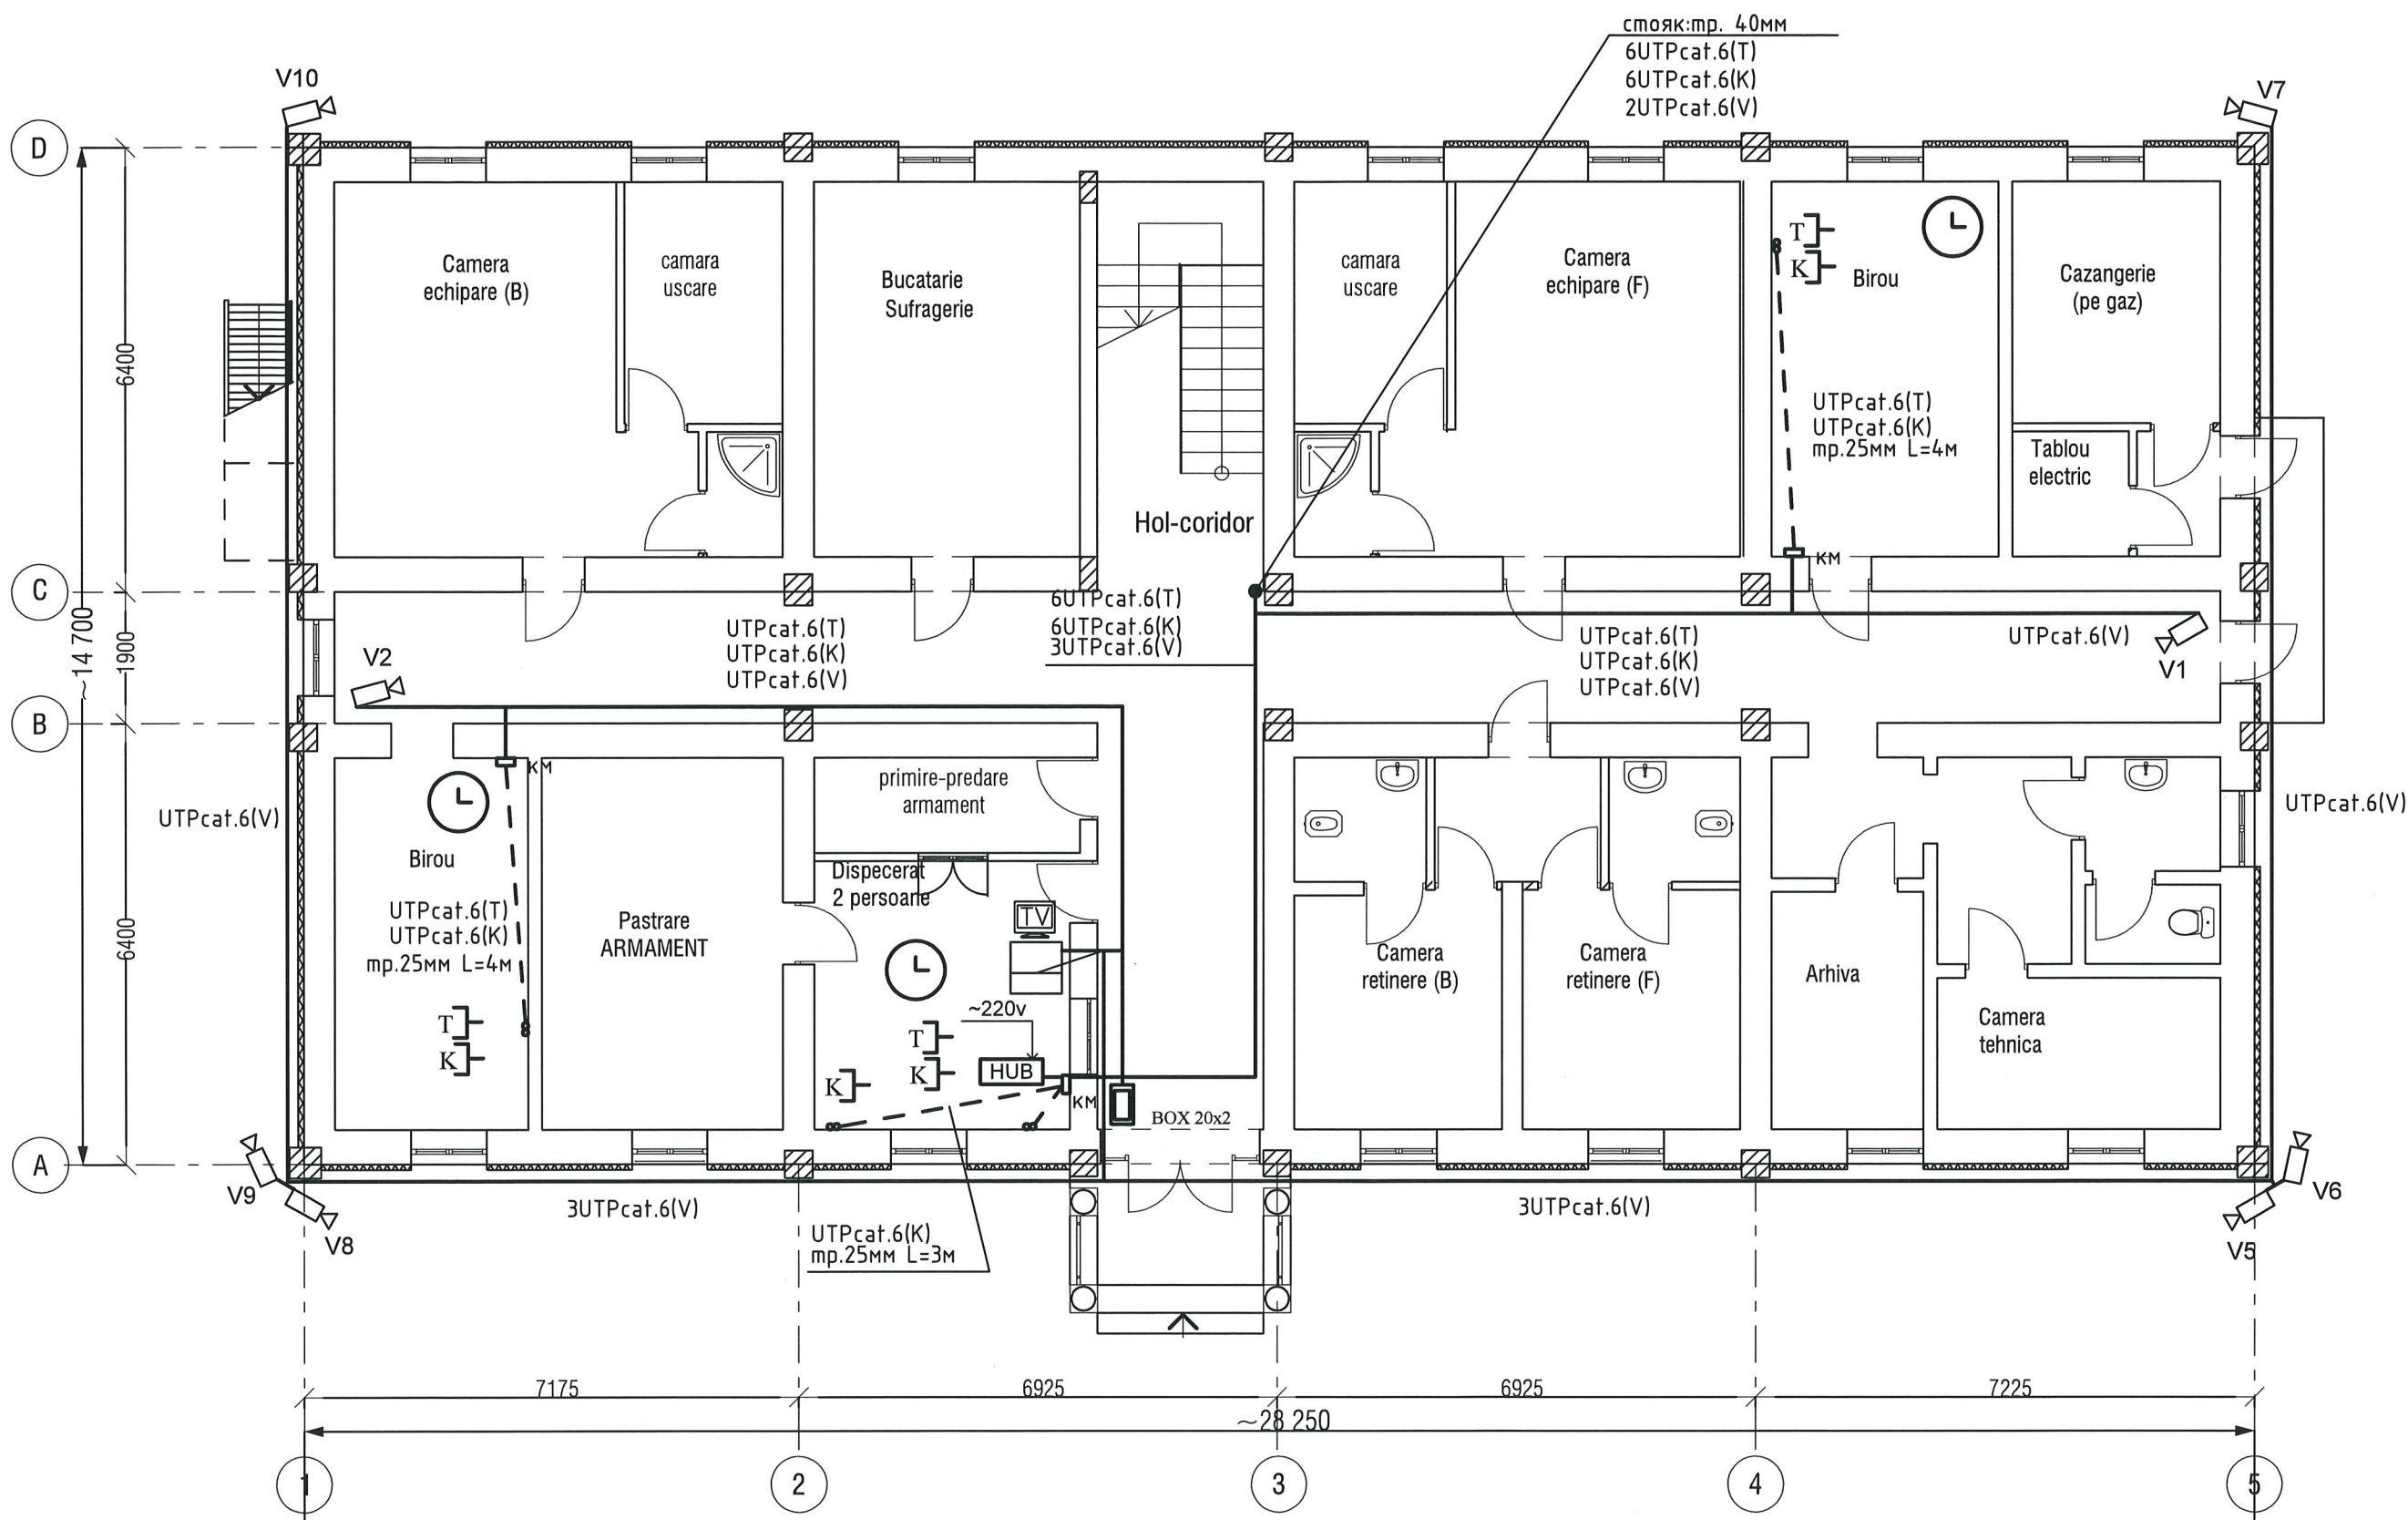 стояк:тр. 40мм
6UTPcat.6(T)
6UTPcat.6(K)
2UTPcat.6(V)
V10
V7
D
Camera
echipare (B)
camara
uscare
Bucatarie
Sufragerie
camara
uscare
Camera
echipare (F)
T
K
Birou
Cazangerie
(pe gaz)
6400
UTPcat.6(T)
UTPcat.6(K)
тр.25мм L=4м
Tablou
electric
Hol-coridor
КМ
C
6UTPcat.6(T)
6UTPcat.6(K)
3UTPcat.6(V)
UTPcat.6(T)
UTPcat.6(K)
UTPcat.6(V)
UTPcat.6(T)
UTPcat.6(K)
UTPcat.6(V)
UTPcat.6(V)
V1
V2
~14 700
1900
B
КМ
primire-predare
armament
UTPcat.6(V)
UTPcat.6(V)
Birou
Dispecerat
2 persoane
UTPcat.6(T)
UTPcat.6(K)
тр.25мм L=4м
Pastrare
ARMAMENT
TV
6400
Camera
retinere (B)
Camera
retinere (F)
Arhiva
Camera
tehnica
~220v
T
K
T
K
K
HUB
КМ
BOX 20x2
A
V9
V8
3UTPcat.6(V)
3UTPcat.6(V)
V6
V5
UTPcat.6(K)
тр.25мм L=3м
7175
6925
6925
7225
~28 250
1
2
3
4
5